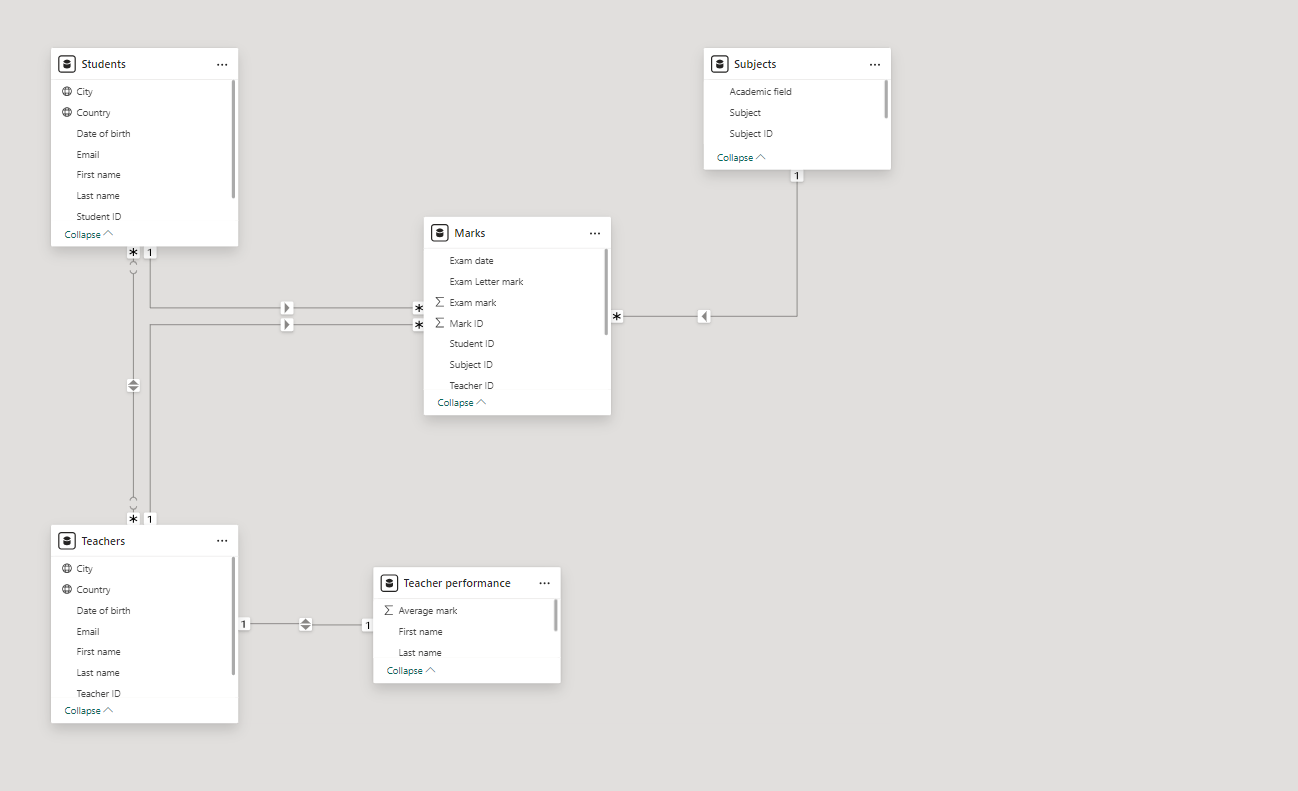 Students
City
Country
Date of birth
Email
First name
Last name
Student ID
Collapse
* 1
Subjects
Academic field
Subject
Subject ID
Collapse
1
Marks
Exam date
Exam Letter mark
Σ Exam mark
Σ Mark ID
Student ID
Subject ID
Teacher ID
Collapse
*
*
*
* 1
Teachers
City
Country
Date of birth
Email
First name
Last name
Teacher ID
Collapse
1
1
Teacher performance
Σ Average mark
First name
Last name
Collapse